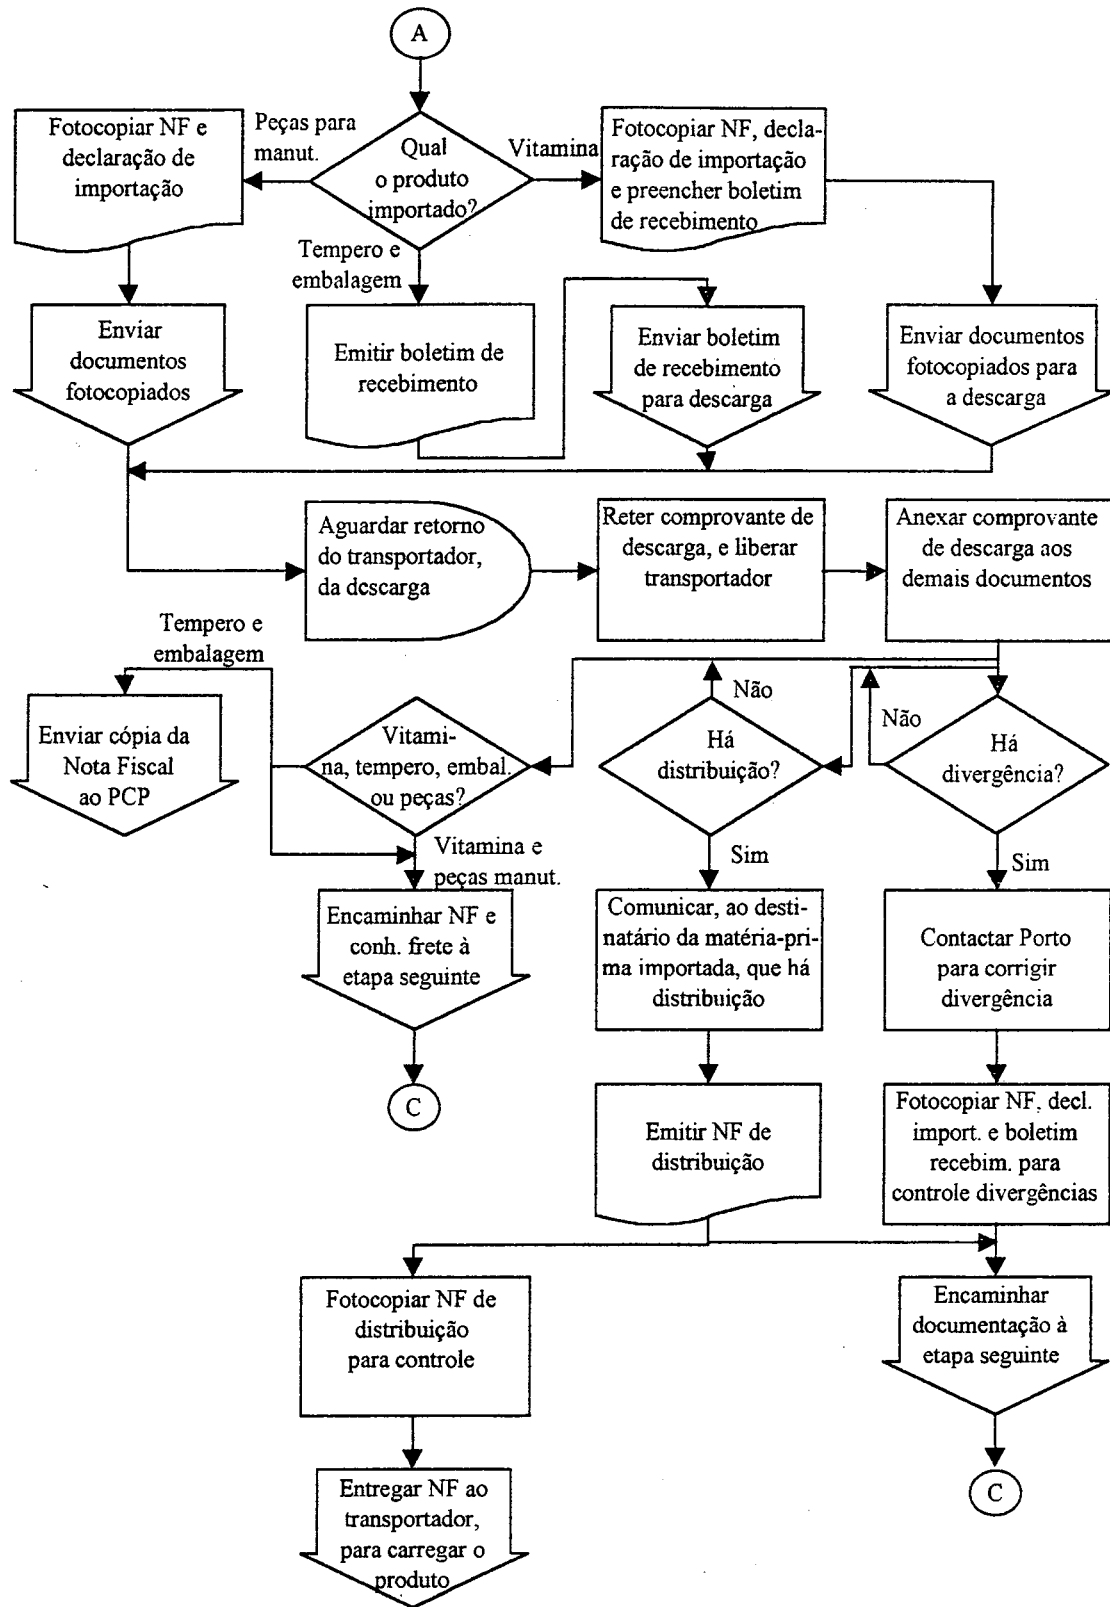 A
Fotocopiar NF e
declaração de
importação
Peças para
manut.
Qual
o produto
importado?
Vitamina
Fotocopiar NF, decla-
ração de importação
e preencher boletim
de recebimento
Tempero e
embalagem
Enviar
documentos
fotocopiados
Emitir boletim de
recebimento
Enviar boletim
de recebimento
para descarga
Enviar documentos
fotocopiados para
a descarga
Aguardar retorno
do transportador,
da descarga
Reter comprovante de
descarga, e liberar
transportador
Anexar comprovante
de descarga aos
demais documentos
Tempero e
embalagem
Enviar cópia da
Nota Fiscal
ao PCP
Vitami-
na, tempero, embal.
ou peças?
Não
Há
distribuição?
Não
Há
divergência?
Vitamina e
peças manut.
Sim
Sim
Encaminhar NF e
conh. frete à
etapa seguinte
Comunicar, ao desti-
natário da matéria-pri-
ma importada, que há
distribuição
Contactar Porto
para corrigir
divergência
C
Emitir NF de
distribuição
Fotocopiar NF, decl.
import. e boletim
recebim. para
controle divergências
Fotocopiar NF de
distribuição
para controle
Encaminhar
documentação à
etapa seguinte
Entregar NF ao
transportador,
para carregar o
produto
C